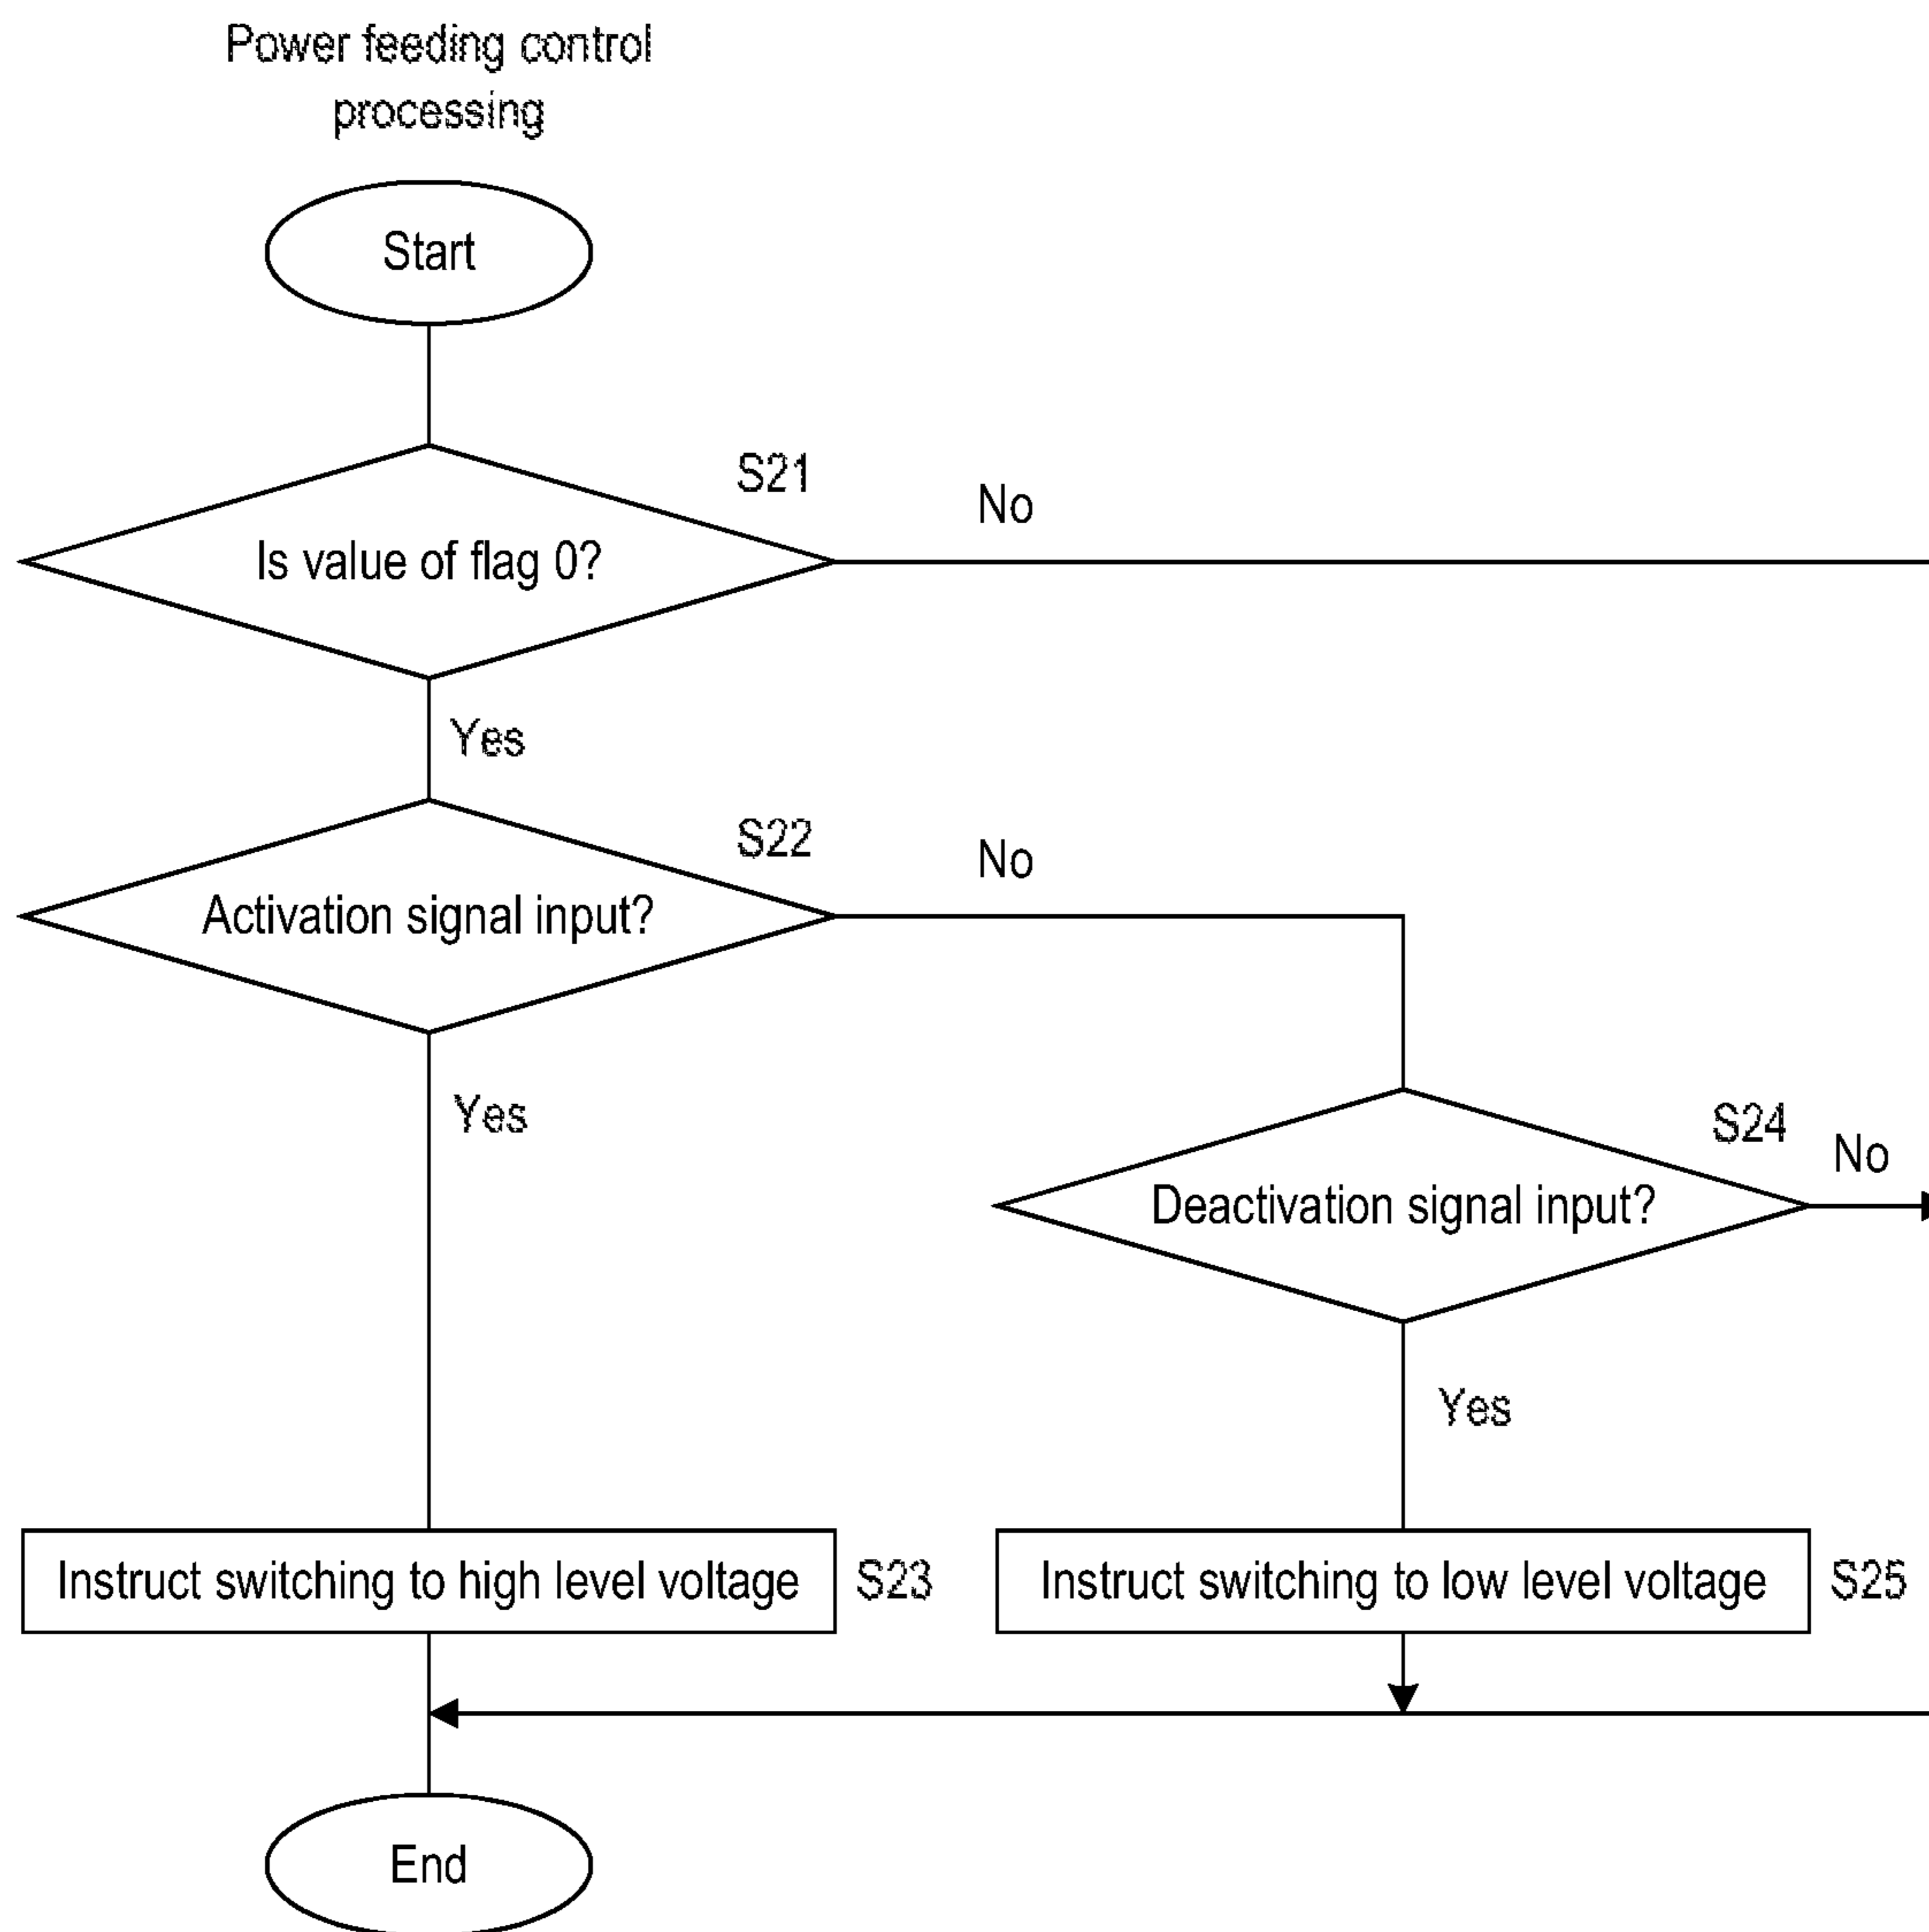 Power feeding control
processing
Start
S21
No
Is value of flag 0?
Yes
S22
No
Activation signal input?
Yes
S24
No
Deactivation signal input?
Yes
Instruct switching to high level voltage
S23
Instruct switching to low level voltage
S25
End